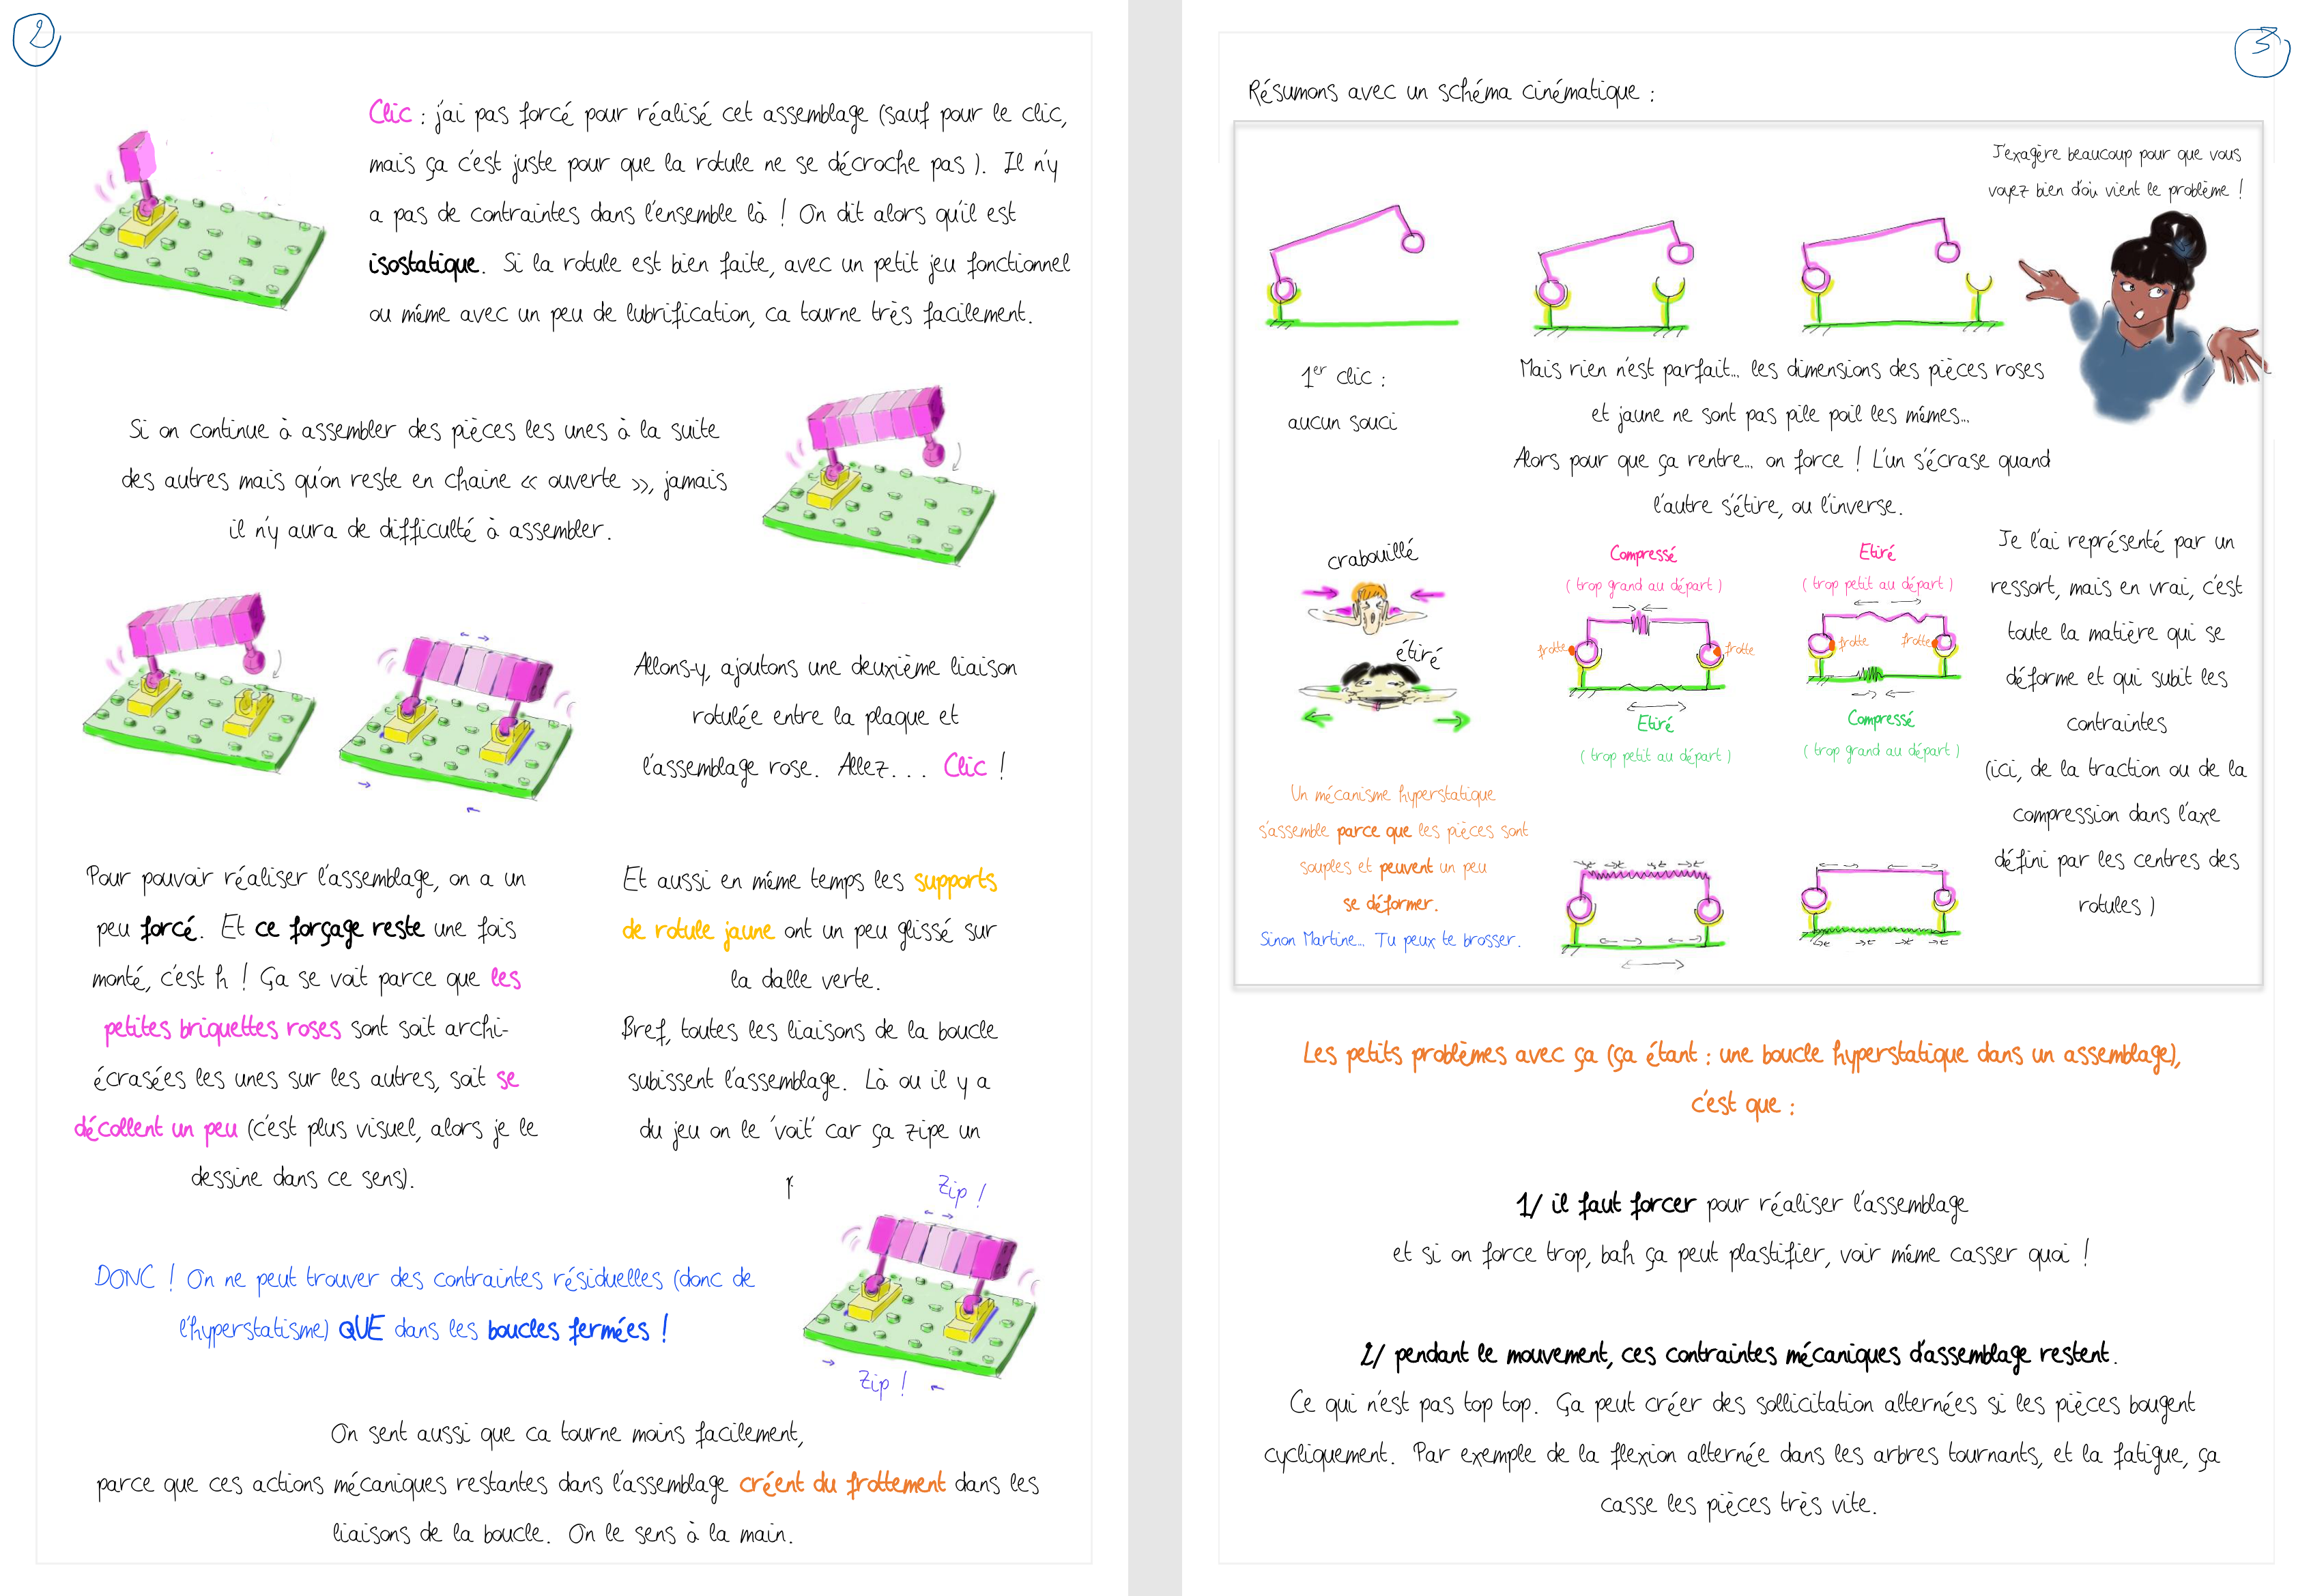 2
Clic : j'ai pas forcé pour réalisé cet assemblage (sauf pour le clic,
mais ça c'est juste pour que la rotule ne se décroche pas ). Il n'y
a pas de contraintes dans l'ensemble là ! On dit alors qu'il est
isostatique. Si la rotule est bien faite, avec un petit jeu fonctionnel
ou même avec un peu de lubrification, ca tourne très facilement.
Si on continue à assembler des pièces les unes à la suite
des autres mais qu'on reste en chaine « ouverte », jamais
il n'y aura de difficulté à assembler.
Allons-y, ajoutons une deuxième liaison
rotulée entre la plaque et
l'assemblage rose. Allez... Clic !
Pour pouvoir réaliser l'assemblage, on a un
peu forcé. Et ce forçage reste une fois
monté, c'est h ! Ça se voit parce que les
petites briquettes roses sont soit archi-
écrasées les unes sur les autres, soit se
décollent un peu (c'est plus visuel, alors je le
dessine dans ce sens).
Et aussi en même temps les supports
de rotule jaune ont un peu glissé sur
la dalle verte.
Bref, toutes les liaisons de la boucle
subissent l'assemblage. Là ou il y a
du jeu on le 'voit' car ça zipe un
Zip !
Zip !
DONC ! On ne peut trouver des contraintes résiduelles (donc de
l'hyperstatisme) QUE dans les boucles fermées !
On sent aussi que ca tourne moins facilement,
parce que ces actions mécaniques restantes dans l'assemblage créent du frottement dans les
liaisons de la boucle. On le sens à la main.
3
Résumons avec un schéma cinématique :
J'exagère beaucoup pour que vous
voyez bien d'où vient le problème !
1er clic :
aucun souci
Mais rien n'est parfait... les dimensions des pièces roses
et jaune ne sont pas pile poil les mêmes...
Alors pour que ça rentre... on force ! L'un s'écrase quand
l'autre s'étire, ou l'inverse.
crabouillé
étiré
Compressé
( trop grand au départ )
frotte
frotte
Etiré
( trop petit au départ )
Etiré
( trop petit au départ )
frotte
frotte
Compressé
( trop grand au départ )
Je l'ai représenté par un
ressort, mais en vrai, c'est
toute la matière qui se
déforme et qui subit les
contraintes
(ici, de la traction ou de la
compression dans l'axe
défini par les centres des
rotules )
Un mécanisme hyperstatique
s'assemble parce que les pièces sont
souples et peuvent un peu
se déformer.
Sinon Martine... Tu peux te brosser.
Les petits problèmes avec ça (ça étant : une boucle hyperstatique dans un assemblage),
c'est que :
1/ il faut forcer pour réaliser l'assemblage
et si on force trop, bah ça peut plastifier, voir même casser quoi !
2/ pendant le mouvement, ces contraintes mécaniques d'assemblage restent.
Ce qui n'est pas top top. Ça peut créer des sollicitation alternées si les pièces bougent
cycliquement. Par exemple de la flexion alternée dans les arbres tournants, et la fatigue, ça
casse les pièces très vite.